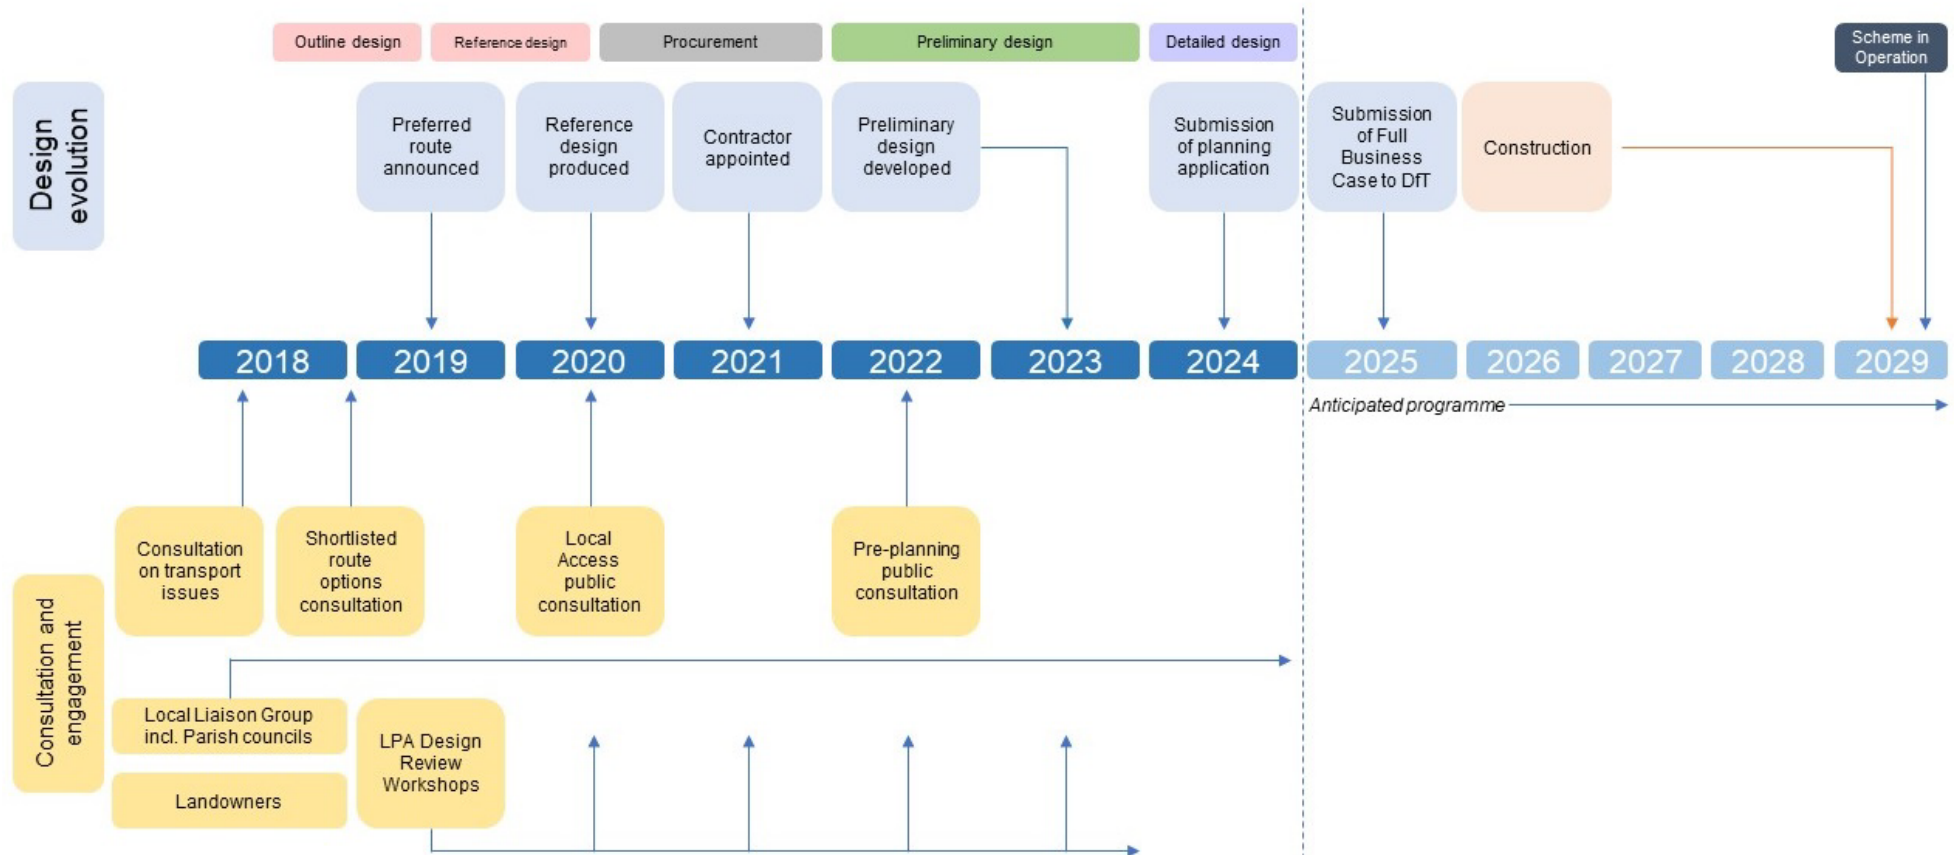 Outline design
Reference design
Procurement
Preliminary design
Detailed design
Scheme in
Operation
Design
evolution
Preferred
route
announced
Reference
design
produced
Contractor
appointed
Preliminary
design
developed
Submission
of planning
application
Submission
of Full
Business
Case to DfT
Construction
2018
2019
2020
2021
2022
2023
2024
2025
2026
2027
2028
2029
Anticipated programme
Consultation and
engagement
Consultation
on transport
issues
Shortlisted
route
options
consultation
Local
Access
public
consultation
Pre-planning
public
consultation
Local Liaison Group
incl. Parish councils
Landowners
LPA Design
Review
Workshops